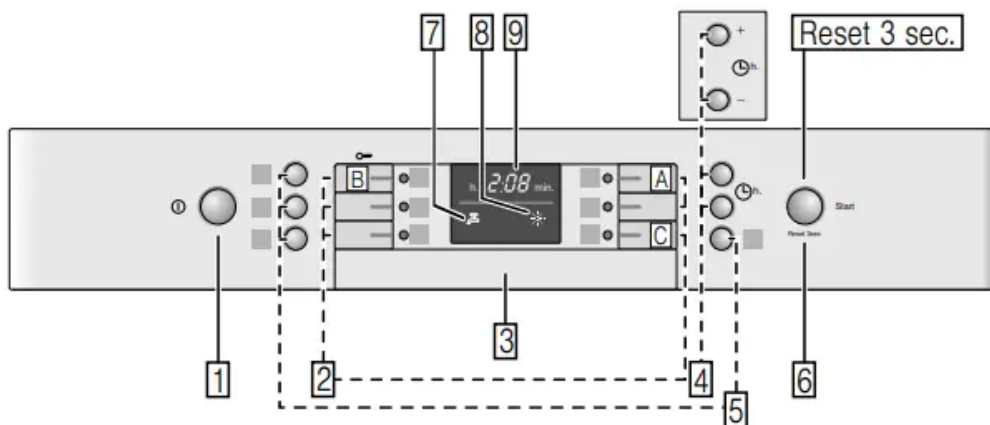 7 8 9 + Reset 3 sec.
h.
–
B h. 2:08 min. A
h.
Start
C
Reset 3sec
3
1 2 4 6
5